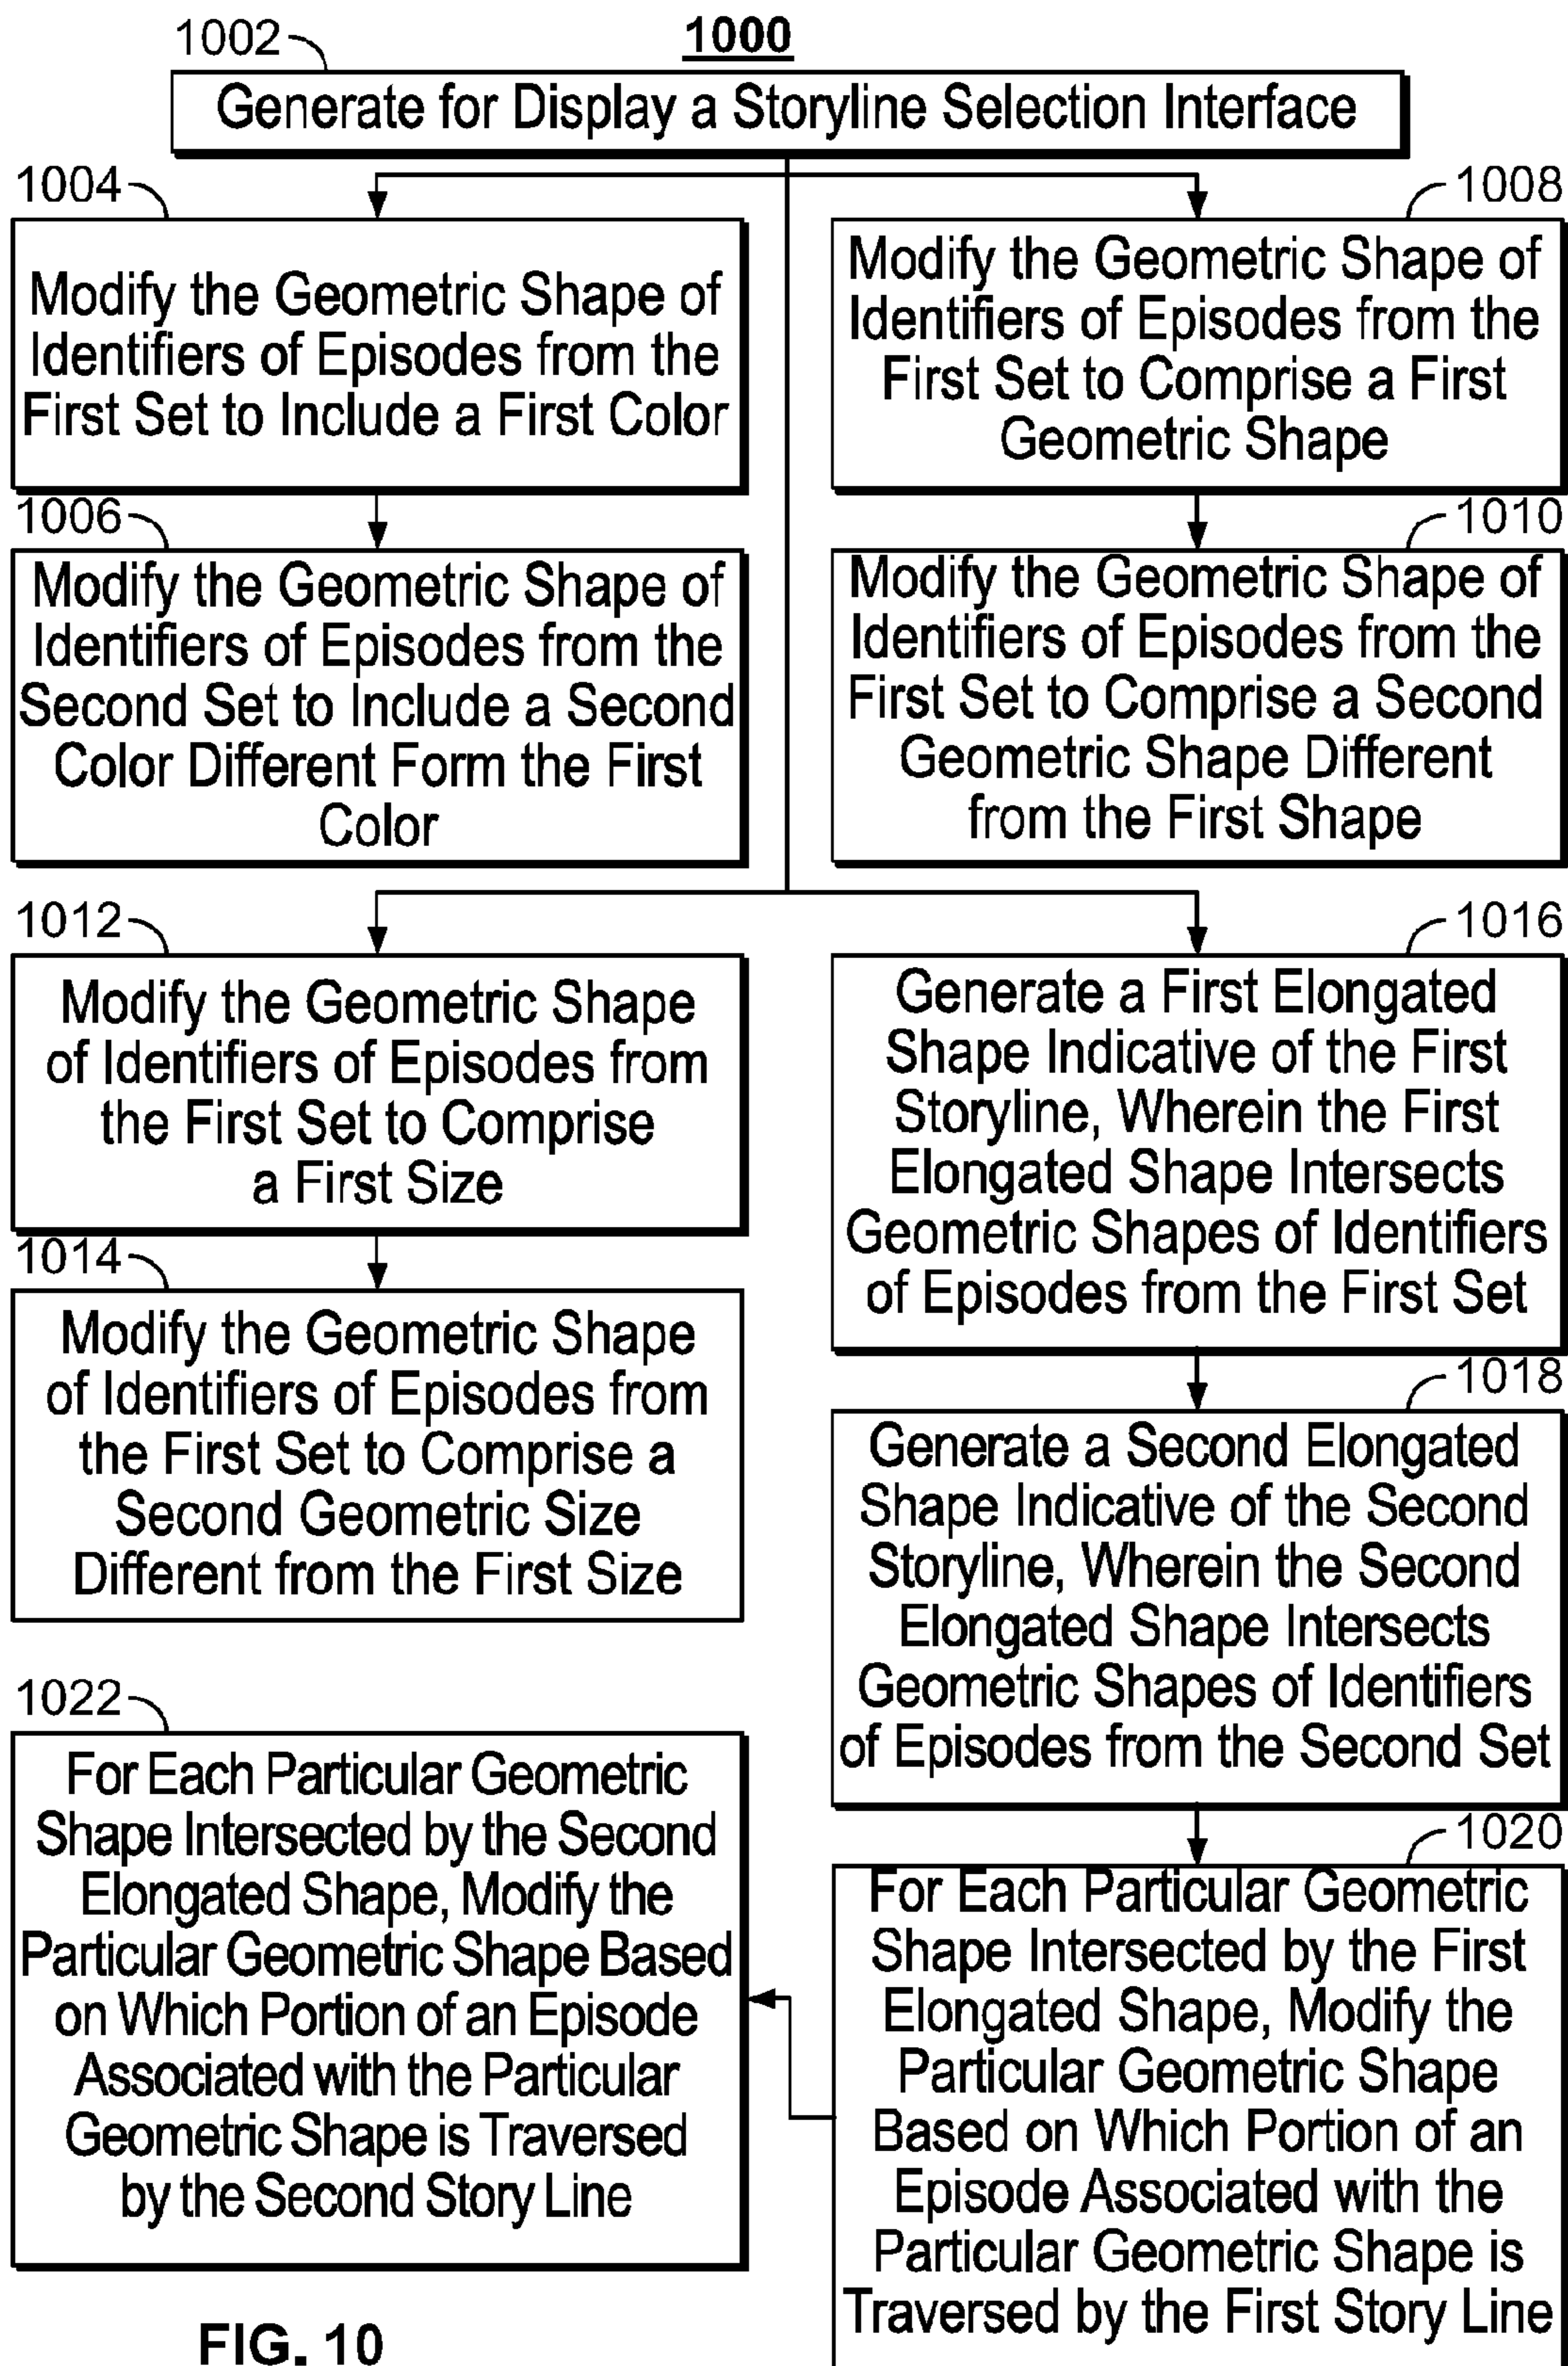 1000
1002
Generate for Display a Storyline Selection Interface
1004
Modify the Geometric Shape of
Identifiers of Episodes from the
First Set to Include a First Color
1006
Modify the Geometric Shape of
Identifiers of Episodes from the
Second Set to Include a Second
Color Different Form the First
Color
1008
Modify the Geometric Shape of
Identifiers of Episodes from the
First Set to Comprise a First
Geometric Shape
1010
Modify the Geometric Shape of
Identifiers of Episodes from the
First Set to Comprise a Second
Geometric Shape Different
from the First Shape
1012
Modify the Geometric Shape
of Identifiers of Episodes from
the First Set to Comprise
a First Size
1014
Modify the Geometric Shape
of Identifiers of Episodes from
the First Set to Comprise a
Second Geometric Size
Different from the First Size
1016
Generate a First Elongated
Shape Indicative of the First
Storyline, Wherein the First
Elongated Shape Intersects
Geometric Shapes of Identifiers
of Episodes from the First Set
1018
Generate a Second Elongated
Shape Indicative of the Second
Storyline, Wherein the Second
Elongated Shape Intersects
Geometric Shapes of Identifiers
of Episodes from the Second Set
1020
For Each Particular Geometric
Shape Intersected by the First
Elongated Shape, Modify the
Particular Geometric Shape
Based on Which Portion of an
Episode Associated with the
Particular Geometric Shape is
Traversed by the First Story Line
1022
For Each Particular Geometric
Shape Intersected by the Second
Elongated Shape, Modify the
Particular Geometric Shape Based
on Which Portion of an Episode
Associated with the Particular
Geometric Shape is Traversed
by the Second Story Line
FIG. 10